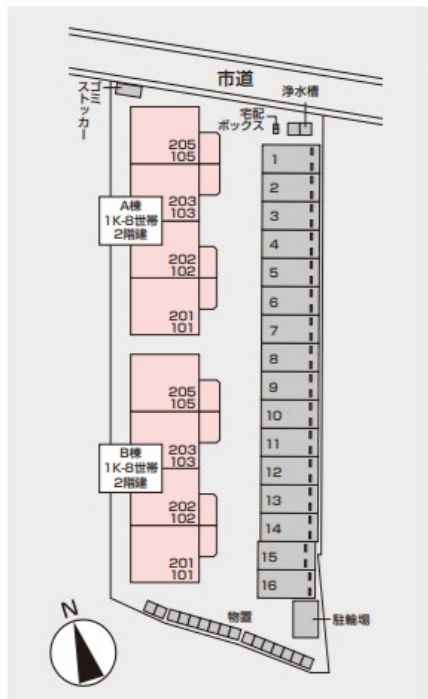 市道
ゴミ
ストッカー
宅配
ボックス
浄水槽
205
105
A棟
1K-8世帯
2階建
203
103
202
102
201
101
205
105
B棟
1K-8世帯
2階建
203
103
202
102
201
101
1
2
3
4
5
6
7
8
9
10
11
12
13
14
15
16
物置
駐輪場
N